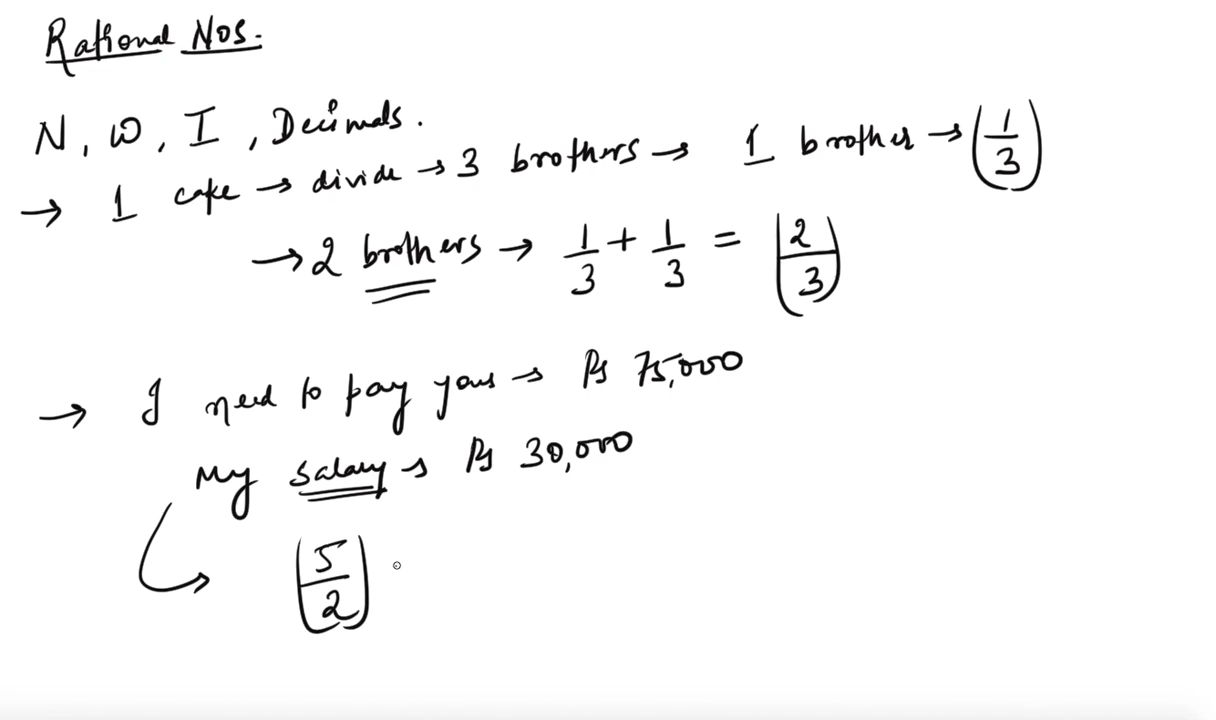 Rational Nos.
N, W, I, Decimals.
→ 1 cake → divide → 3 brothers → 1 brother → (1/3)
→ 2 brothers → 1/3 + 1/3 = (2/3)
→ I need to pay you → Rs 75,000
My salary → Rs 30,000
(5/2)